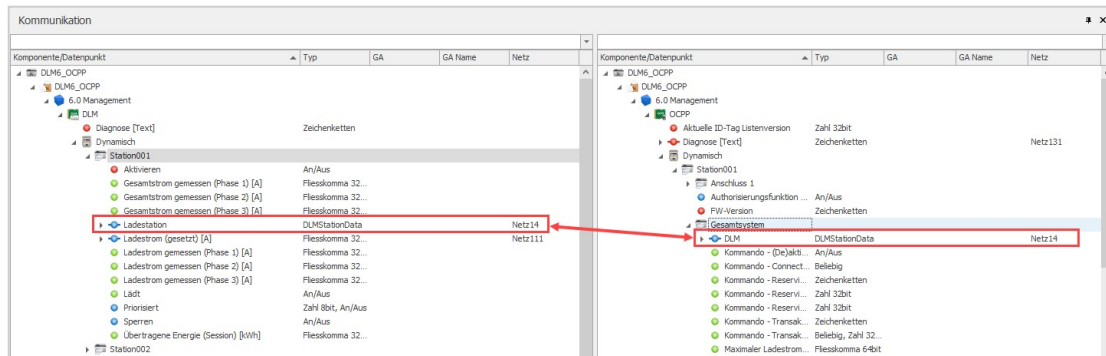 Kommunikation
Komponente/Datenpunkt Typ GA GA Name Netz
DLM6_OCPP
DLM6_OCPP
6.0 Management
DLM
Diagnose [Text] Zeichenketten
Dynamisch
Station001
Aktivieren An/Aus
Gesamtstrom gemessen (Phase 1) [A] Fliesskomma 32...
Gesamtstrom gemessen (Phase 2) [A] Fliesskomma 32...
Gesamtstrom gemessen (Phase 3) [A] Fliesskomma 32...
Ladestation DLMStationData Netz14
Ladestrom (gesetzt) [A] Fliesskomma 32... Netz111
Ladestrom gemessen (Phase 1) [A] Fliesskomma 32...
Ladestrom gemessen (Phase 2) [A] Fliesskomma 32...
Ladestrom gemessen (Phase 3) [A] Fliesskomma 32...
Lädt An/Aus
Priorisiert Zahl 8bit, An/Aus
Sperren An/Aus
Übertragene Energie (Session) [kWh] Fliesskomma 32...
Station002
Komponente/Datenpunkt Typ GA GA Name Netz
DLM6_OCPP
DLM6_OCPP
6.0 Management
OCPP
Aktuelle ID-Tag Listenversion Zahl 32bit
Diagnose [Text] Zeichenketten Netz131
Dynamisch
Station001
Anschluss 1
Authorisierungsfunktion ... An/Aus
FW-Version Zeichenketten
Gesamtsystem
DLM DLMStationData Netz14
Kommando - (De)akti... An/Aus
Kommando - Connect... Beliebig
Kommando - Reservi... Zeichenketten
Kommando - Reservi... Zahl 32bit
Kommando - Reservi... Zahl 32bit
Kommando - Transak... Zeichenketten
Kommando - Transak... Beliebig, Zahl 32...
Maximaler Ladestrom... Fliesskomma 64bit